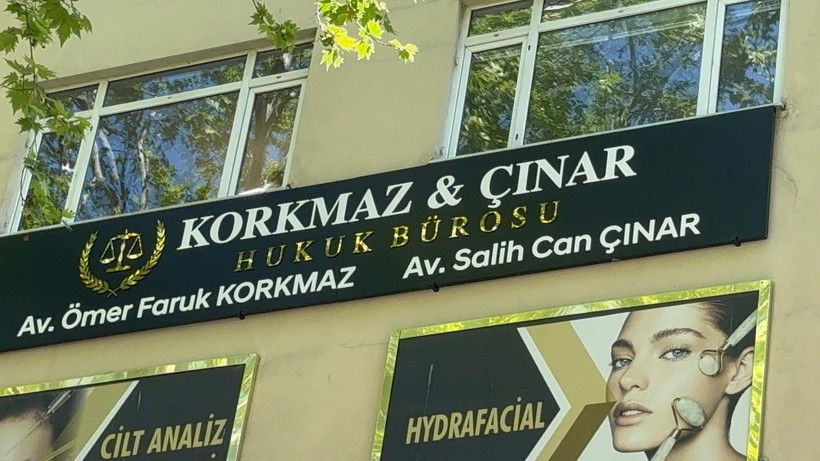 KORKMAZ & ÇINAR
HUKUK BÜROSU
Av. Ömer Faruk KORKMAZ
Av. Salih Can ÇINAR
CİLT ANALİZ
HYDRAFACIAL